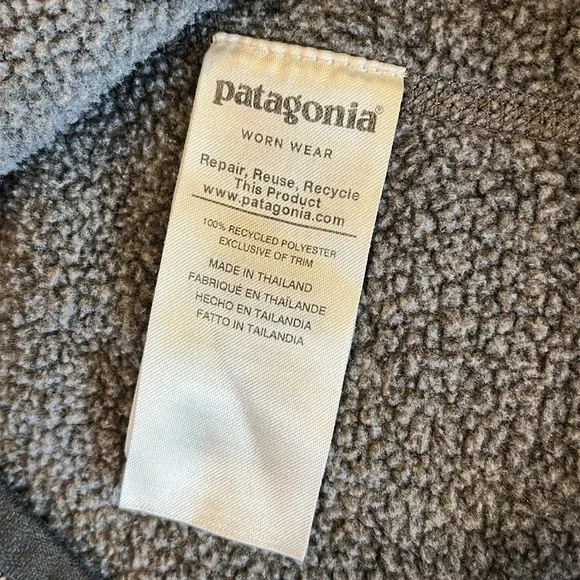 patagonia®
WORN WEAR
Repair, Reuse, Recycle
This Product
www.patagonia.com
100% RECYCLED POLYESTER
EXCLUSIVE OF TRIM
MADE IN THAILAND
FABRIQUÉ EN THAÏLANDE
HECHO EN TAILANDIA
FATTO IN TAILANDIA